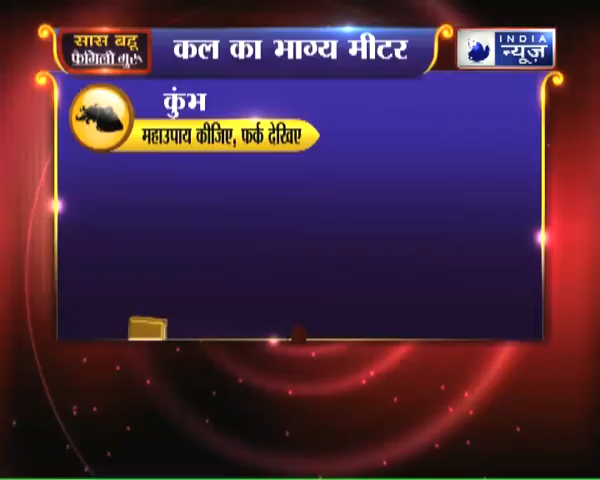 सास बहू
फैमिली गुरु
कल का भाग्य मीटर
INDIA
न्यूज़
कुंभ
महाउपाय कीजिए, फर्क देखिए